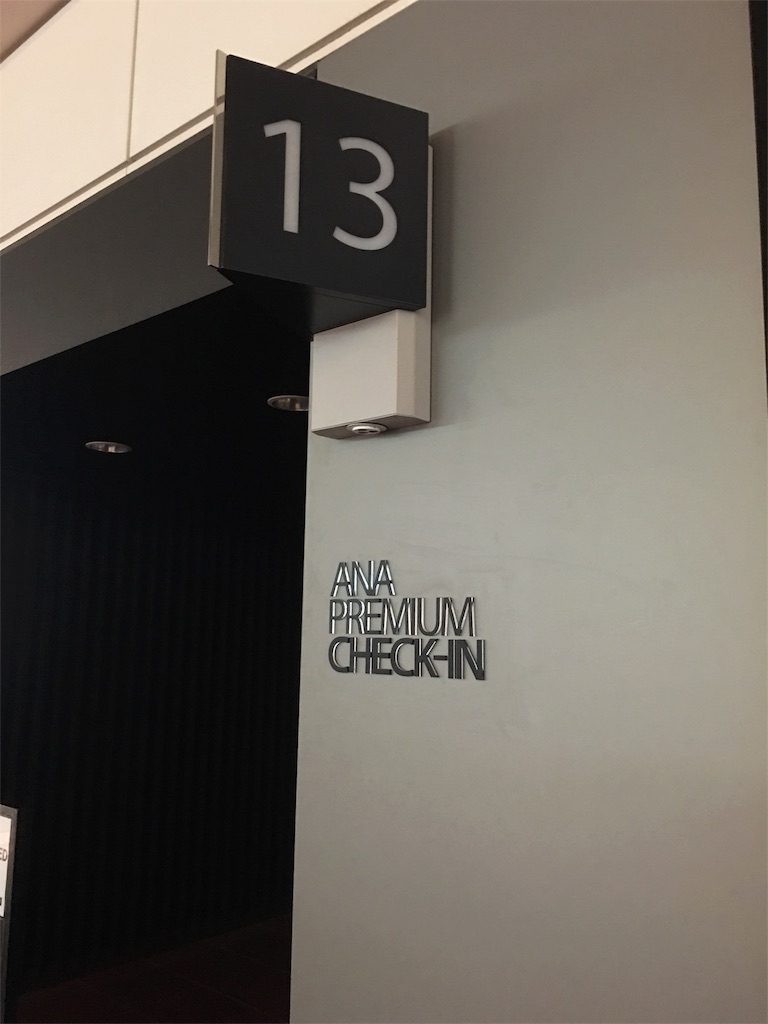 13
ANA
PREMIUM
CHECK-IN